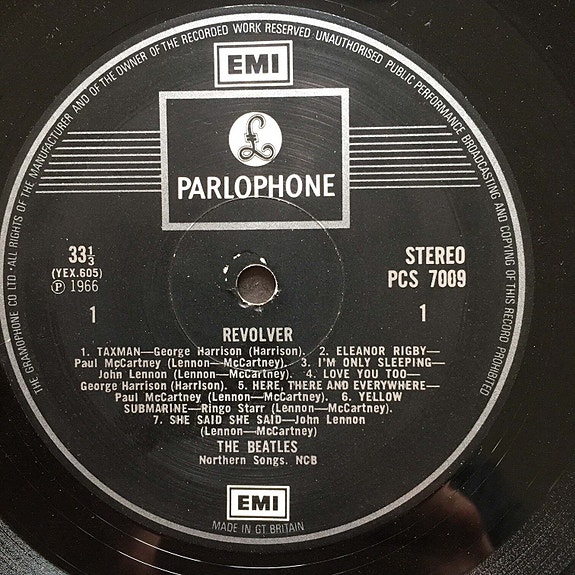 THE GRAMOPHONE CO LTD • ALL RIGHTS OF THE MANUFACTURER AND OF THE OWNER OF THE RECORDED WORK RESERVED UNAUTHORISED PUBLIC PERFORMANCE BROADCASTING AND COPYING OF THIS RECORD PROHIBITED
EMI
£
PARLOPHONE
33⅓
(YEX.605)
Ⓟ 1966
1
STEREO
PCS 7009
1
REVOLVER
1. TAXMAN—George Harrison (Harrison). 2. ELEANOR RIGBY—
Paul McCartney (Lennon—McCartney). 3. I'M ONLY SLEEPING—
John Lennon (Lennon—McCartney). 4. LOVE YOU TOO—
George Harrison (Harrison). 5. HERE, THERE AND EVERYWHERE—
Paul McCartney (Lennon—McCartney). 6. YELLOW
SUBMARINE—Ringo Starr (Lennon—McCartney).
7. SHE SAID SHE SAID—John Lennon
(Lennon—McCartney)
THE BEATLES
Northern Songs. NCB
EMI
MADE IN GT BRITAIN